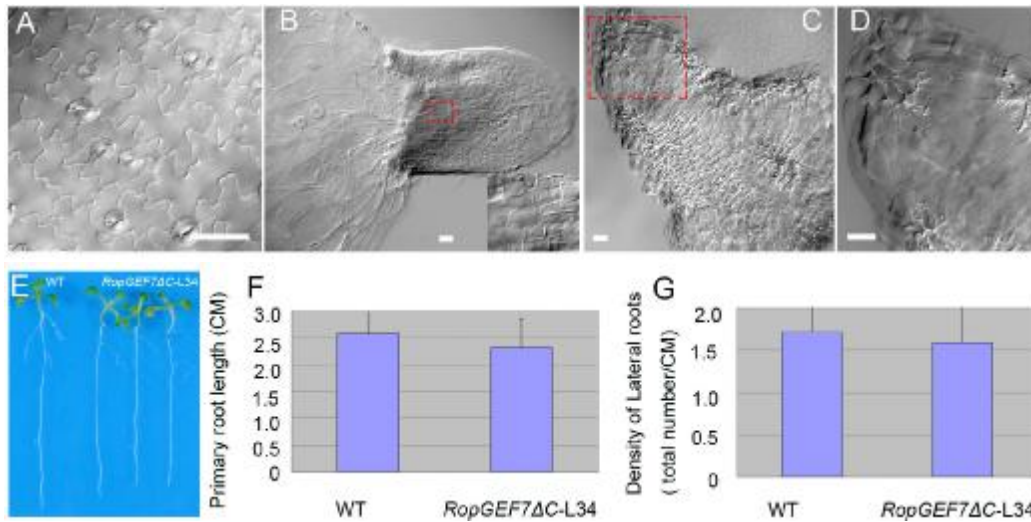 A
B
C
D
E
WT
RopGEF7ΔC-L34
F
Primary root length (CM)
3.0
2.5
2.0
1.5
1.0
0.5
0
WT
RopGEF7ΔC-L34
G
Density of Lateral roots
( total number/CM)
2.0
1.5
1.0
0.5
0
WT
RopGEF7ΔC-L34